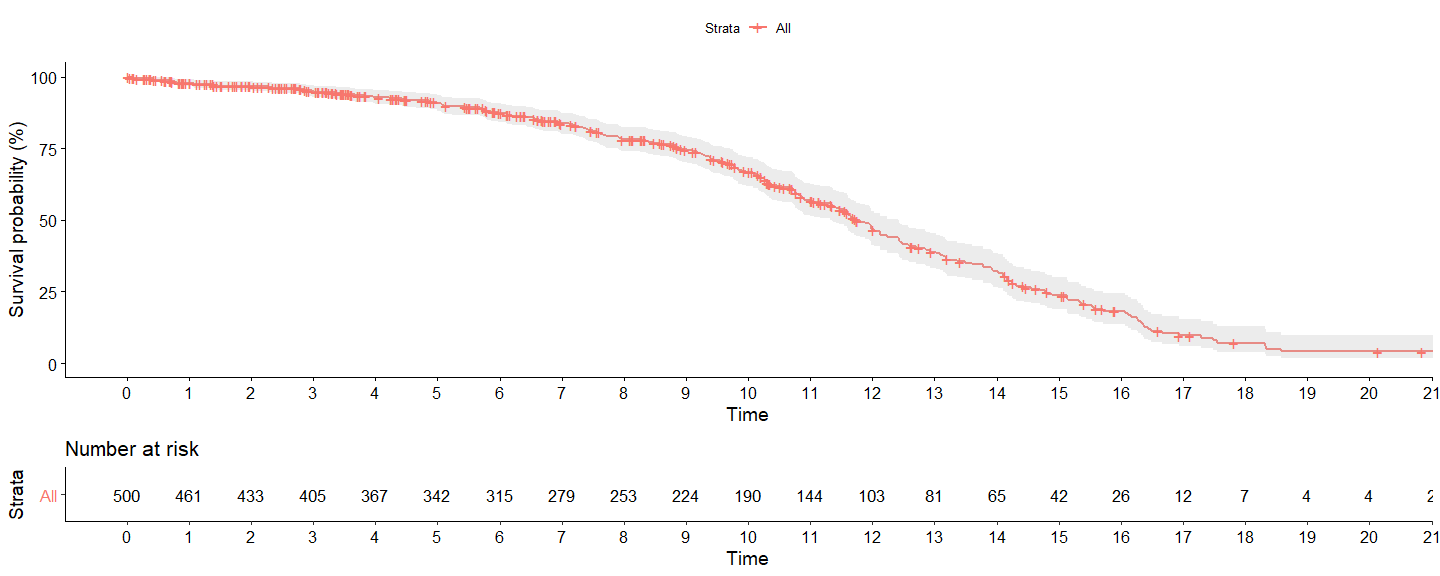 Strata All
Survival probability (%)
100
75
50
25
0
0 1 2 3 4 5 6 7 8 9 10 11 12 13 14 15 16 17 18 19 20 21
Time
Number at risk
Strata
All 500 461 433 405 367 342 315 279 253 224 190 144 103 81 65 42 26 12 7 4 4 2
0 1 2 3 4 5 6 7 8 9 10 11 12 13 14 15 16 17 18 19 20 21
Time